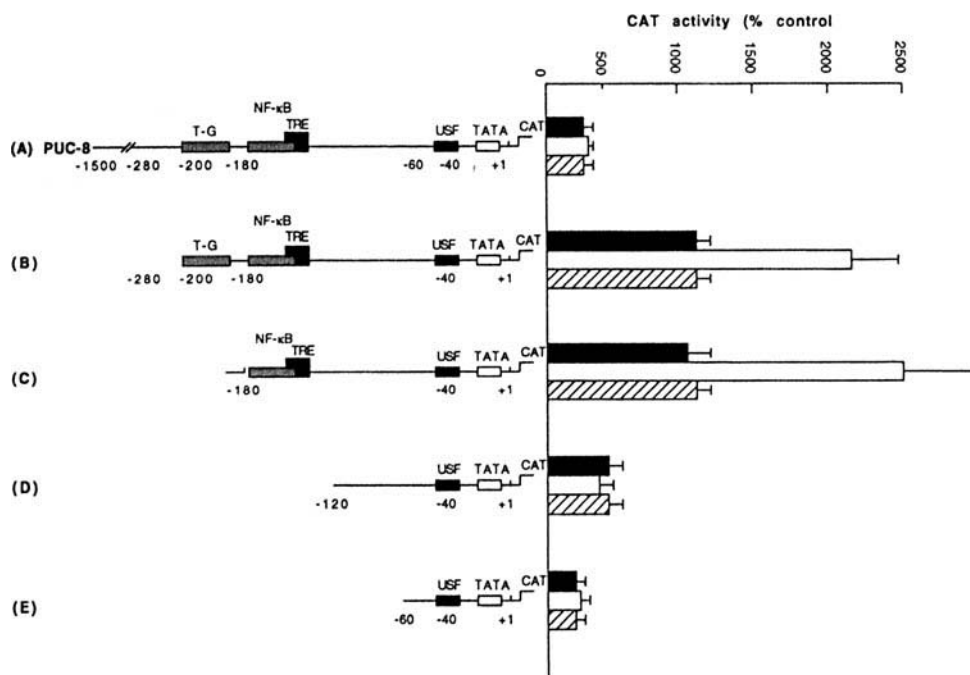 CAT activity (% control
0 500 1000 1500 2000 2500
NF-κB
T-G TRE USF TATA CAT
(A) PUC-8
-1500 -280 -200 -180 -60 -40 +1
NF-κB
T-G TRE USF TATA CAT
(B)
-280 -200 -180 -40 +1
NF-κB
TRE USF TATA CAT
(C)
-180 -40 +1
USF TATA CAT
(D)
-120 -40 +1
USF TATA CAT
(E)
-60 -40 +1